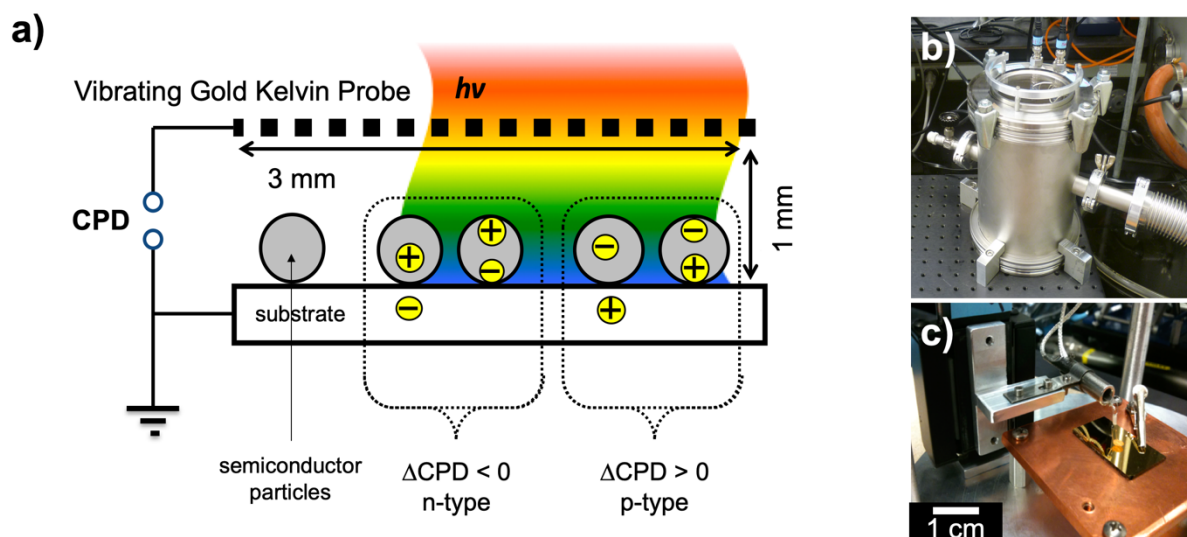 a)
Vibrating Gold Kelvin Probe
hν
3 mm
1 mm
CPD
+
+
−
−
−
+
−
+
substrate
semiconductor
particles
ΔCPD < 0
n-type
ΔCPD > 0
p-type
b)
c)
1 cm